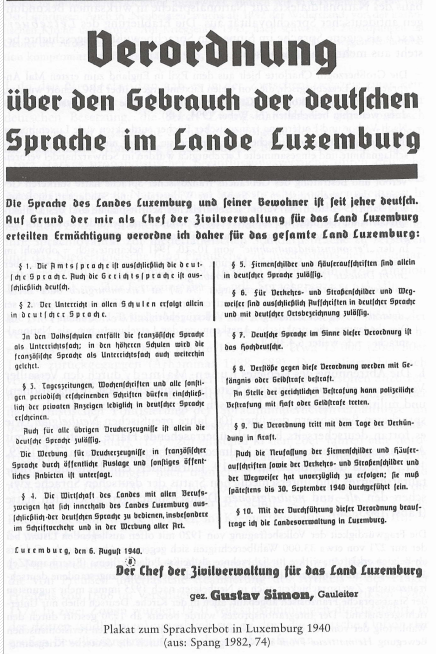 Verordnung
über den Gebrauch der deutschen
Sprache im Lande Luxemburg
Die Sprache des Landes Luxemburg und seiner Bewohner ist seit jeher deutsch.
Auf Grund der mir als Chef der Zivilverwaltung für das Land Luxemburg
erteilten Ermächtigung verordne ich daher für das gesamte Land Luxemburg:
§ 1. Die Amtssprache ist ausschließlich die deut-
sche Sprache. Auch die Gerichtssprache ist aus-
schließlich deutsch.
§ 2. Der Unterricht in allen Schulen erfolgt allein
in deutscher Sprache.
In den Volksschulen entfällt die französische Sprache
als Unterrichtsfach; in den höheren Schulen wird die
französische Sprache als Unterrichtsfach auch weiterhin
gelehrt.
§ 3. Tageszeitungen, Wochenschriften und alle sonsti-
gen periodisch erscheinenden Schriften dürfen einschließ-
lich der privaten Anzeigen lediglich in deutscher Sprache
erscheinen.
Auch für alle übrigen Druckerzeugnisse ist allein die
deutsche Sprache zulässig.
Die Werbung für Druckerzeugnisse in französischer
Sprache durch öffentliche Auslage und sonstiges öffent-
liches Anbieten ist untersagt.
§ 4. Die Wirtschaft des Landes mit allen Berufs-
zweigen hat sich innerhalb des Landes Luxemburg aus-
schließlich der deutschen Sprache zu bedienen, insbesondere
im Schriftverkehr und in der Werbung aller Art.
§ 5. Firmenschilder und Häuseraufschriften sind allein
in deutscher Sprache zulässig.
§ 6. Für Verkehrs- und Straßenschilder und Weg-
weiser sind ausschließlich Aufschriften in deutscher Sprache
und mit deutscher Ortsbezeichnung zulässig.
§ 7. Deutsche Sprache im Sinne dieser Verordnung ist
das Hochdeutsche.
§ 8. Verstöße gegen diese Verordnung werden mit Ge-
fängnis oder Geldstrafe bestraft.
An Stelle der gerichtlichen Bestrafung kann polizeiliche
Bestrafung mit Haft oder Geldstrafe treten.
§ 9. Die Verordnung tritt mit dem Tage der Verkün-
dung in Kraft.
Auch die Neufassung der Firmenschilder und Häuser-
aufschriften sowie der Verkehrs- und Straßenschilder und
der Wegweiser hat unverzüglich zu erfolgen; sie muß
spätestens bis 30. September 1940 durchgeführt sein.
§ 10. Mit der Durchführung dieser Verordnung beauf-
trage ich die Landesverwaltung in Luxemburg.
Luxemburg, den 6. August 1940.
Der Chef der Zivilverwaltung für das Land Luxemburg
gez. Gustav Simon, Gauleiter
Plakat zum Sprachverbot in Luxemburg 1940
(aus: Spang 1982, 74)